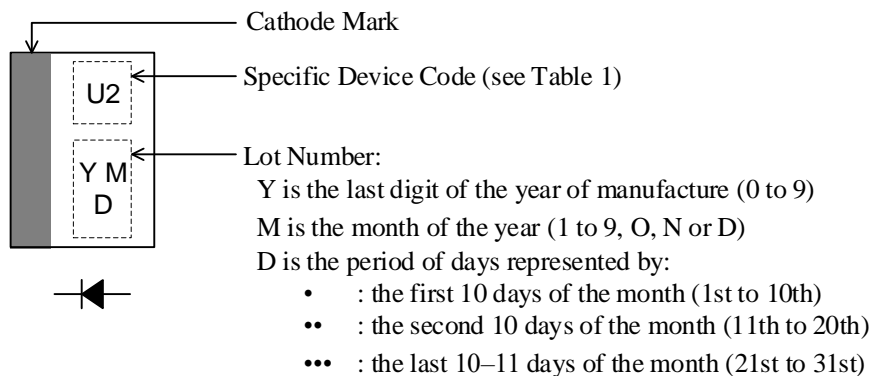 Cathode Mark
Specific Device Code (see Table 1)
U2
Lot Number:
Y M
D
Y is the last digit of the year of manufacture (0 to 9)
M is the month of the year (1 to 9, O, N or D)
D is the period of days represented by:
• : the first 10 days of the month (1st to 10th)
•• : the second 10 days of the month (11th to 20th)
••• : the last 10–11 days of the month (21st to 31st)